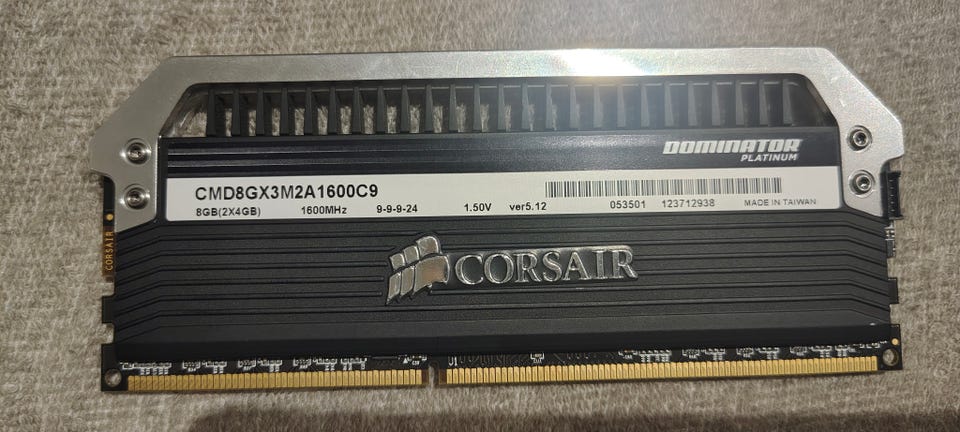 DOMINATOR
PLATINUM
CMD8GX3M2A1600C9
8GB(2X4GB) 1600MHz 9-9-9-24 1.50V ver5.12 053501 123712938 MADE IN TAIWAN
CORSAIR
CORSAIR
J1